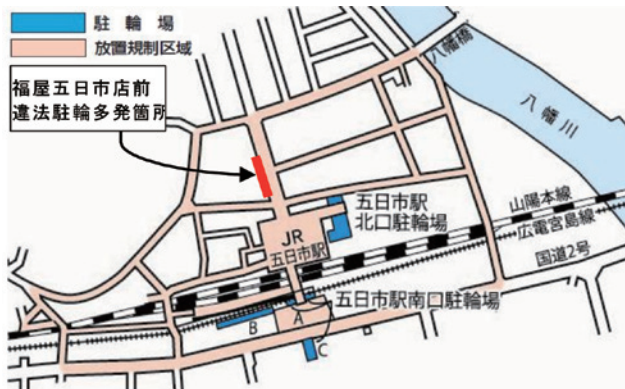 駐輪場
放置規制区域
福屋五日市店前
違法駐輪多発箇所
八幡橋
八幡川
五日市駅
北口駐輪場
山陽本線
広電宮島線
国道2号
JR
五日市駅
五日市駅南口駐輪場
A
B
C